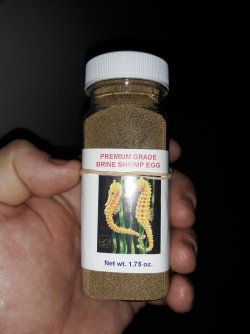 PREMIUM GRADE
BRINE SHRIMP EGG
Net wt. 1.75 oz.